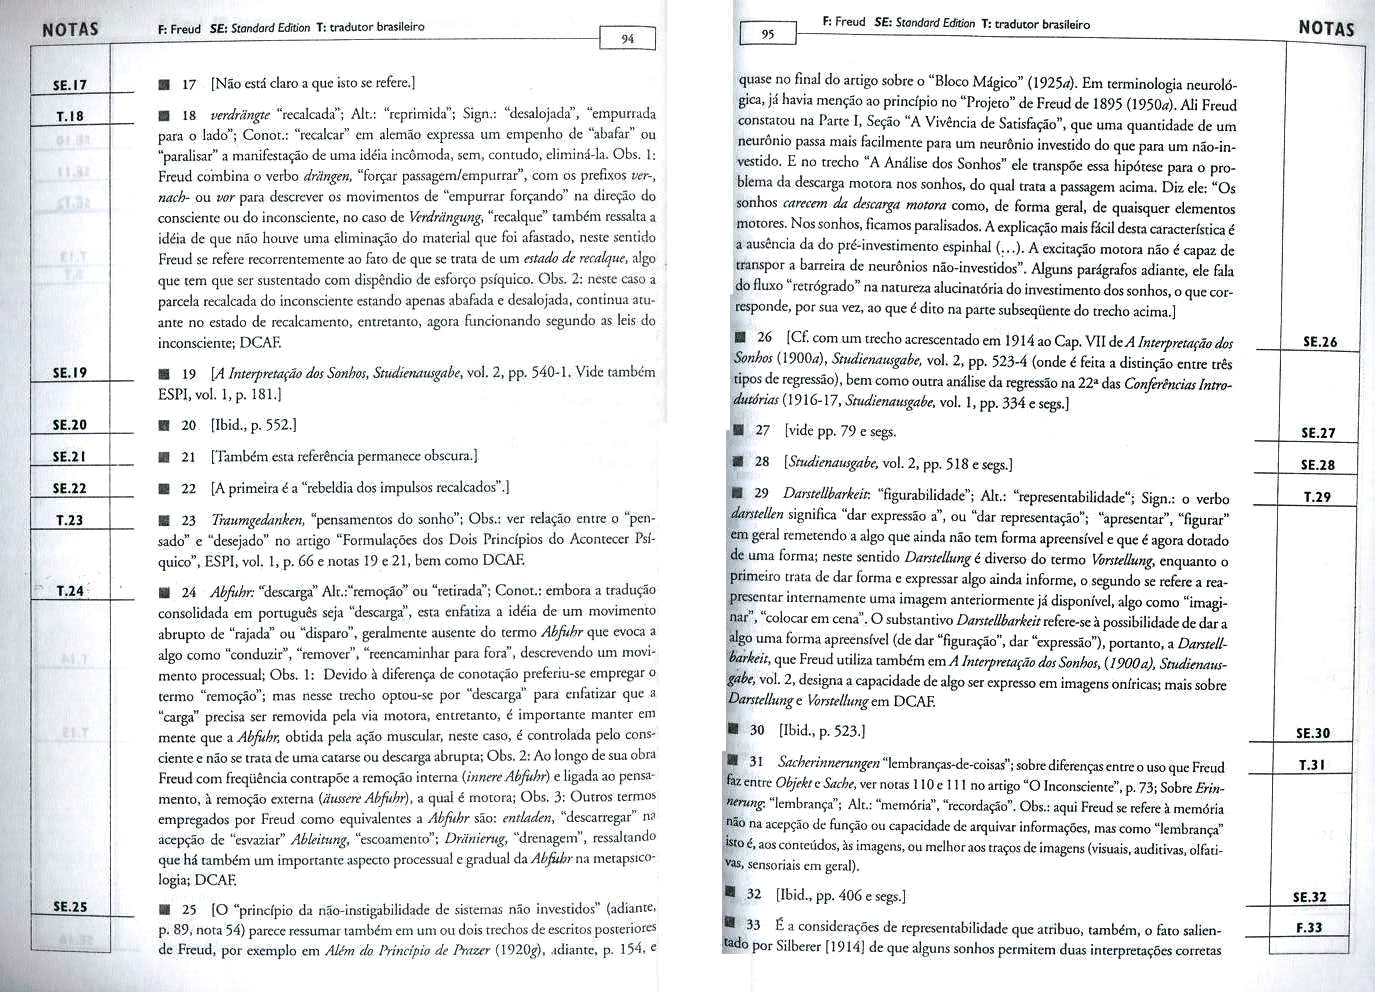 NOTAS
F: Freud SE: Standard Edition T: tradutor brasileiro
94
SE.17
■ 17 [Não está claro a que isto se refere.]
T.18
■ 18 verdrängte “recalcada”; Alt.: “reprimida”; Sign.: “desalojada”, “empurrada
para o lado”; Conot.: “recalcar” em alemão expressa um empenho de “abafar” ou
“paralisar” a manifestação de uma idéia incômoda, sem, contudo, eliminá-la. Obs. 1:
Freud combina o verbo drängen, “forçar passagem/empurrar”, com os prefixos ver-,
nach- ou vor para descrever os movimentos de “empurrar forçando” na direção do
consciente ou do inconsciente, no caso de Verdrängung, “recalque” também ressalta a
idéia de que não houve uma eliminação do material que foi afastado, neste sentido
Freud se refere recorrentemente ao fato de que se trata de um estado de recalque, algo
que tem que ser sustentado com dispêndio de esforço psíquico. Obs. 2: neste caso a
parcela recalcada do inconsciente estando apenas abafada e desalojada, continua atu-
ante no estado de recalcamento, entretanto, agora funcionando segundo as leis do
inconsciente; DCAF.
SE.19
■ 19 [A Interpretação dos Sonhos, Studienausgabe, vol. 2, pp. 540-1. Vide também
ESPI, vol. 1, p. 181.]
SE.20
■ 20 [Ibid., p. 552.]
SE.21
■ 21 [Também esta referência permanece obscura.]
SE.22
■ 22 [A primeira é a “rebeldia dos impulsos recalcados”.]
T.23
■ 23 Traumgedanken, “pensamentos do sonho”; Obs.: ver relação entre o “pen-
sado” e “desejado” no artigo “Formulações dos Dois Princípios do Acontecer Psí-
quico”, ESPI, vol. 1, p. 66 e notas 19 e 21, bem como DCAF.
T.24
■ 24 Abfuhr: “descarga” Alt.:“remoção” ou “retirada”; Conot.: embora a tradução
consolidada em português seja “descarga”, esta enfatiza a idéia de um movimento
abrupto de “rajada” ou “disparo”, geralmente ausente do termo Abfuhr que evoca a
algo como “conduzir”, “remover”, “reencaminhar para fora”, descrevendo um movi-
mento processual; Obs. 1: Devido à diferença de conotação preferiu-se empregar o
termo “remoção”; mas nesse trecho optou-se por “descarga” para enfatizar que a
“carga” precisa ser removida pela via motora, entretanto, é importante manter em
mente que a Abfuhr, obtida pela ação muscular, neste caso, é controlada pelo cons-
ciente e não se trata de uma catarse ou descarga abrupta; Obs. 2: Ao longo de sua obra
Freud com freqüência contrapõe a remoção interna (innere Abfuhr) e ligada ao pensa-
mento, à remoção externa (äussere Abfuhr), a qual é motora; Obs. 3: Outros termos
empregados por Freud como equivalentes a Abfuhr são: entladen, “descarregar” na
acepção de “esvaziar” Ableitung, “escoamento”; Dränierug, “drenagem”, ressaltando
que há também um importante aspecto processual e gradual da Abfuhr na metapsico-
logia; DCAF.
SE.25
■ 25 [O “princípio da não-instigabilidade de sistemas não investidos” (adiante,
p. 89, nota 54) parece ressumar também em um ou dois trechos de escritos posteriores
de Freud, por exemplo em Além do Princípio de Prazer (1920g), adiante, p. 154, e
95
F: Freud SE: Standard Edition T: tradutor brasileiro
NOTAS
quase no final do artigo sobre o “Bloco Mágico” (1925a). Em terminologia neuroló-
gica, já havia menção ao princípio no “Projeto” de Freud de 1895 (1950a). Ali Freud
constatou na Parte I, Seção “A Vivência de Satisfação”, que uma quantidade de um
neurônio passa mais facilmente para um neurônio investido do que para um não-in-
vestido. E no trecho “A Análise dos Sonhos” ele transpõe essa hipótese para o pro-
blema da descarga motora nos sonhos, do qual trata a passagem acima. Diz ele: “Os
sonhos carecem da descarga motora como, de forma geral, de quaisquer elementos
motores. Nos sonhos, ficamos paralisados. A explicação mais fácil desta característica é
a ausência da do pré-investimento espinhal (...). A excitação motora não é capaz de
transpor a barreira de neurônios não-investidos”. Alguns parágrafos adiante, ele fala
do fluxo “retrógrado” na natureza alucinatória do investimento dos sonhos, o que cor-
responde, por sua vez, ao que é dito na parte subseqüente do trecho acima.]
■ 26 [Cf. com um trecho acrescentado em 1914 ao Cap. VII de A Interpretação dos
SE.26
Sonhos (1900a), Studienausgabe, vol. 2, pp. 523-4 (onde é feita a distinção entre três
tipos de regressão), bem como outra análise da regressão na 22ª das Conferências Intro-
dutórias (1916-17, Studienausgabe, vol. 1, pp. 334 e segs.]
■ 27 [vide pp. 79 e segs.
SE.27
■ 28 [Studienausgabe, vol. 2, pp. 518 e segs.]
SE.28
■ 29 Darstellbarkeit: “figurabilidade”; Alt.: “representabilidade“; Sign.: o verbo
T.29
darstellen significa “dar expressão a”, ou “dar representação”; “apresentar”, “figurar”
em geral remetendo a algo que ainda não tem forma apreensível e que é agora dotado
de uma forma; neste sentido Darstellung é diverso do termo Vorstellung, enquanto o
primeiro trata de dar forma e expressar algo ainda informe, o segundo se refere a rea-
presentar internamente uma imagem anteriormente já disponível, algo como “imagi-
nar”, “colocar em cena”. O substantivo Darstellbarkeit refere-se à possibilidade de dar a
algo uma forma apreensível (de dar “figuração”, dar “expressão”), portanto, a Darstell-
barkeit, que Freud utiliza também em A Interpretação dos Sonhos, (1900a), Studienaus-
gabe, vol. 2, designa a capacidade de algo ser expresso em imagens oníricas; mais sobre
Darstellung e Vorstellung em DCAF.
■ 30 [Ibid., p. 523.]
SE.30
■ 31 Sacherinnerungen “lembranças-de-coisas”; sobre diferenças entre o uso que Freud
T.31
faz entre Objekt e Sache, ver notas 110 e 111 no artigo “O Inconsciente”, p. 73; Sobre Erin-
nerung: “lembrança”; Alt.: “memória”, “recordação”. Obs.: aqui Freud se refere à memória
não na acepção de função ou capacidade de arquivar informações, mas como “lembrança”
isto é, aos conteúdos, às imagens, ou melhor aos traços de imagens (visuais, auditivas, olfati-
vas, sensoriais em geral).
■ 32 [Ibid., pp. 406 e segs.]
SE.32
■ 33 É a considerações de representabilidade que atribuo, também, o fato salien-
F.33
tado por Silberer [1914] de que alguns sonhos permitem duas interpretações corretas